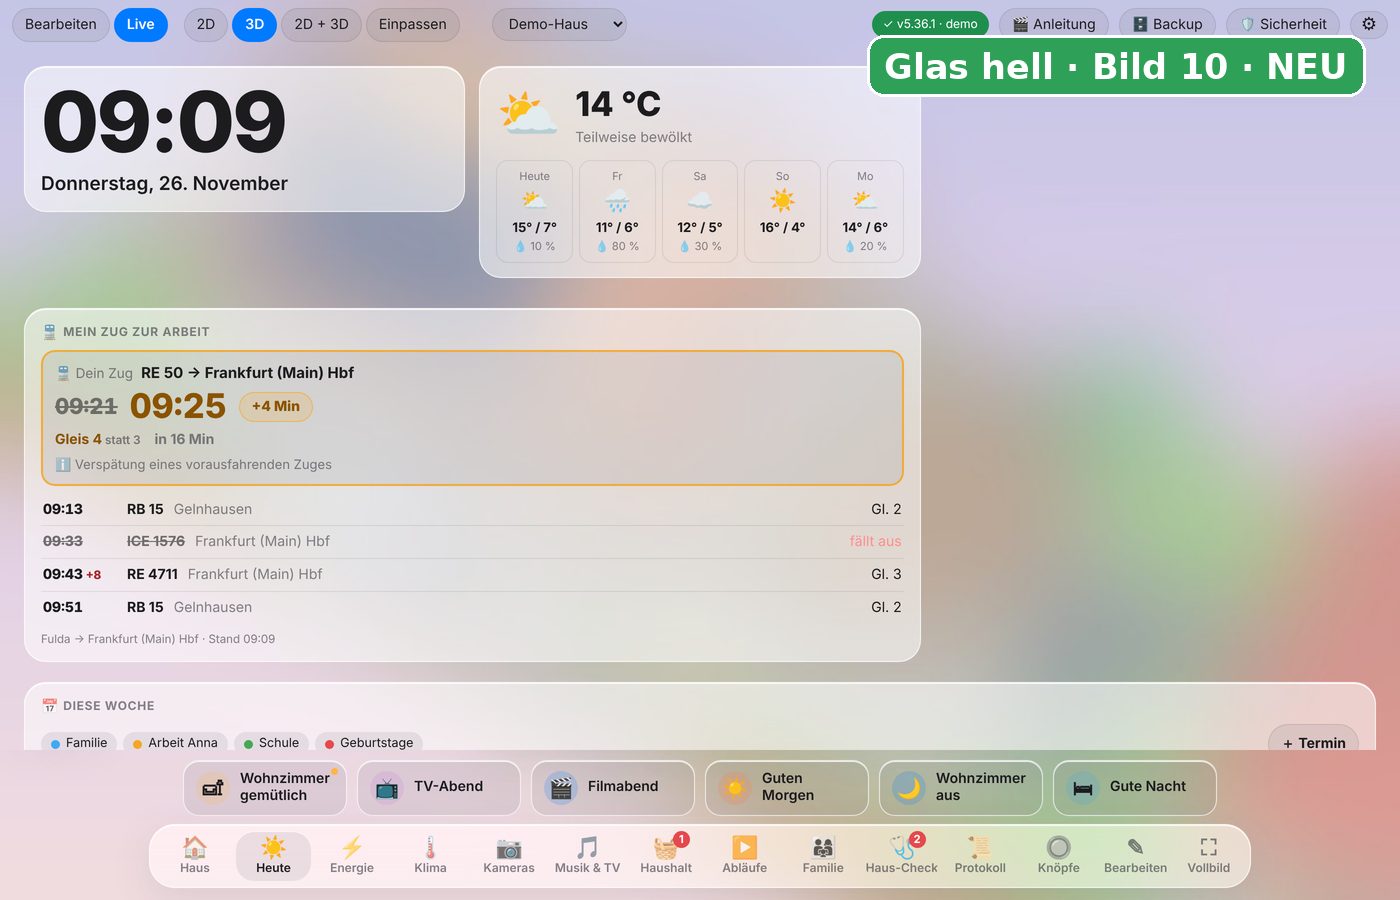 Bearbeiten Live 2D 3D 2D + 3D Einpassen Demo-Haus ✓ v5.36.1 · demo Anleitung Backup Sicherheit
Glas hell · Bild 10 · NEU
09:09
Donnerstag, 26. November
14 °C
Teilweise bewölkt
Heute Fr Sa So Mo
15° / 7° 11° / 6° 12° / 5° 16° / 4° 14° / 6°
10 % 80 % 30 % 20 %
MEIN ZUG ZUR ARBEIT
Dein Zug RE 50 → Frankfurt (Main) Hbf
09:21 09:25 +4 Min
Gleis 4 statt 3 in 16 Min
Verspätung eines vorausfahrenden Zuges
09:13 RB 15 Gelnhausen Gl. 2
09:33 ICE 1576 Frankfurt (Main) Hbf fällt aus
09:43 +8 RE 4711 Frankfurt (Main) Hbf Gl. 3
09:51 RB 15 Gelnhausen Gl. 2
Fulda → Frankfurt (Main) Hbf · Stand 09:09
DIESE WOCHE
Familie Arbeit Anna Schule Geburtstage + Termin
Wohnzimmer gemütlich
TV-Abend
Filmabend
Guten Morgen
Wohnzimmer aus
Gute Nacht
1 2
Haus Heute Energie Klima Kameras Musik & TV Haushalt Abläufe Familie Haus-Check Protokoll Knöpfe Bearbeiten Vollbild